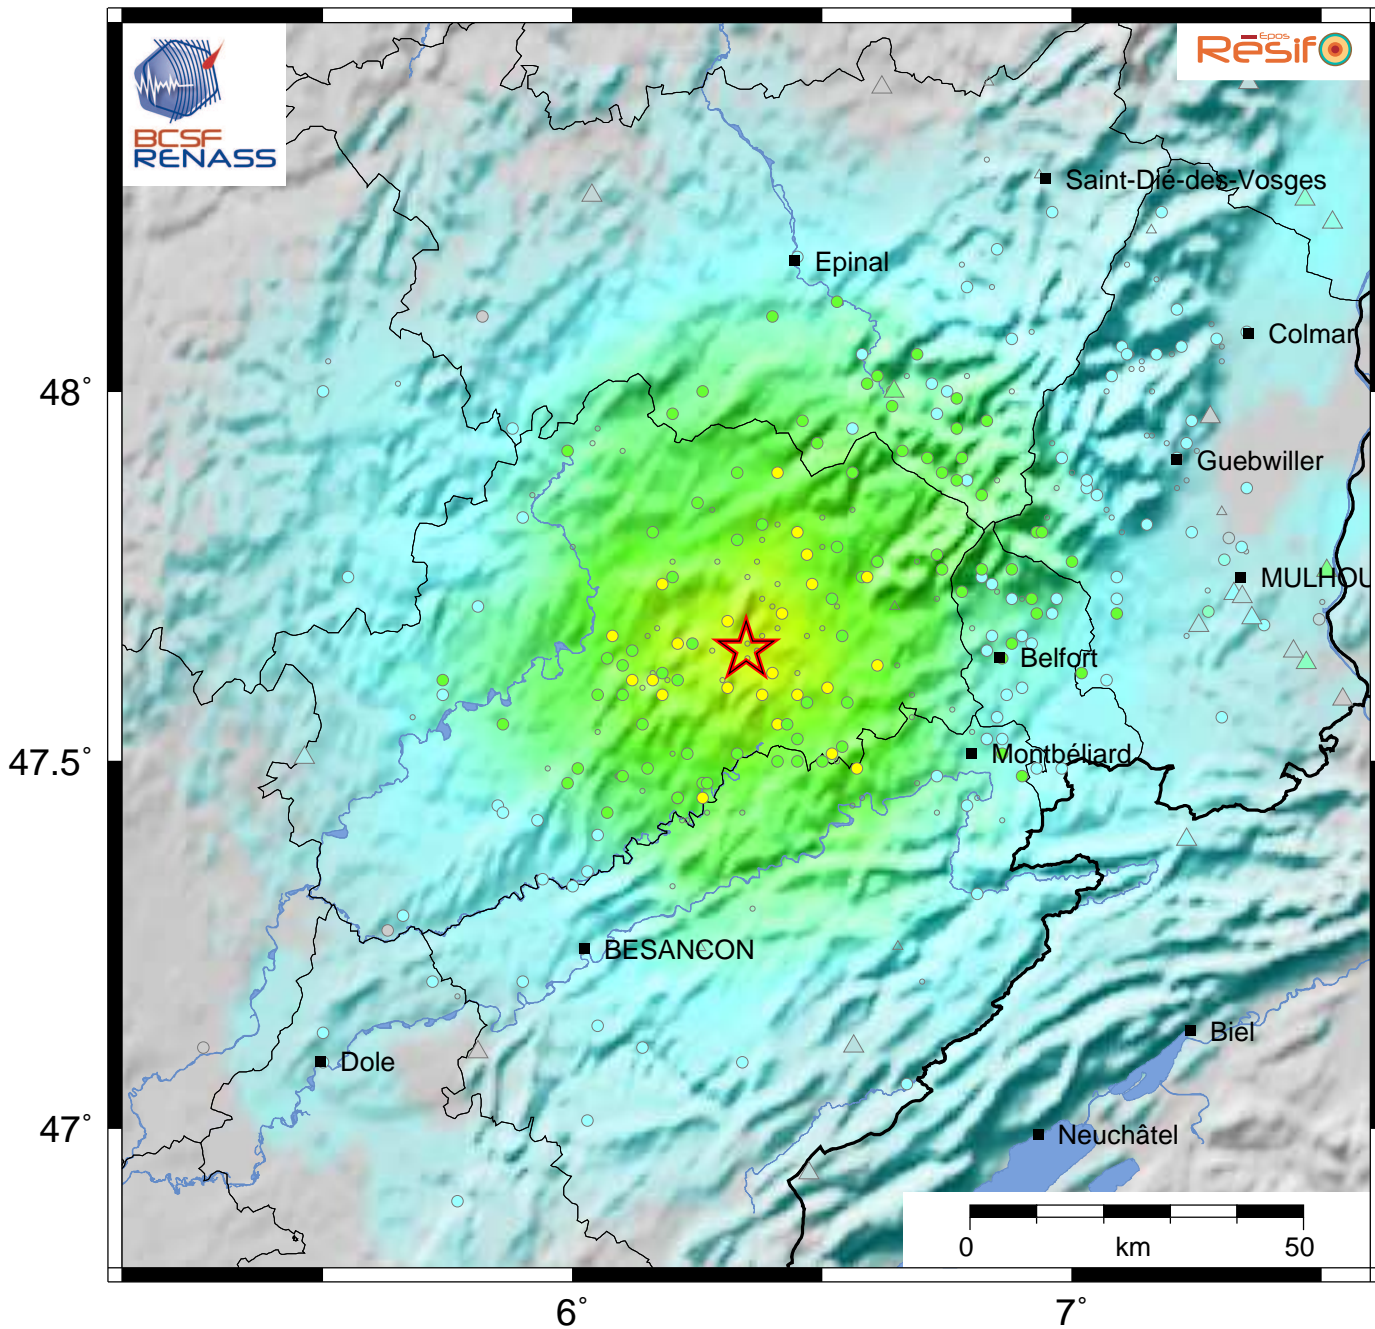 BCSF
RENASS
Epos
Résif
Saint-Dié-des-Vosges
Epinal
Colmar
48°
Guebwiller
MULHOU
Belfort
Montbéliard
47.5°
BESANCON
Biel
Dole
47°
Neuchâtel
0 km 50
6° 7°